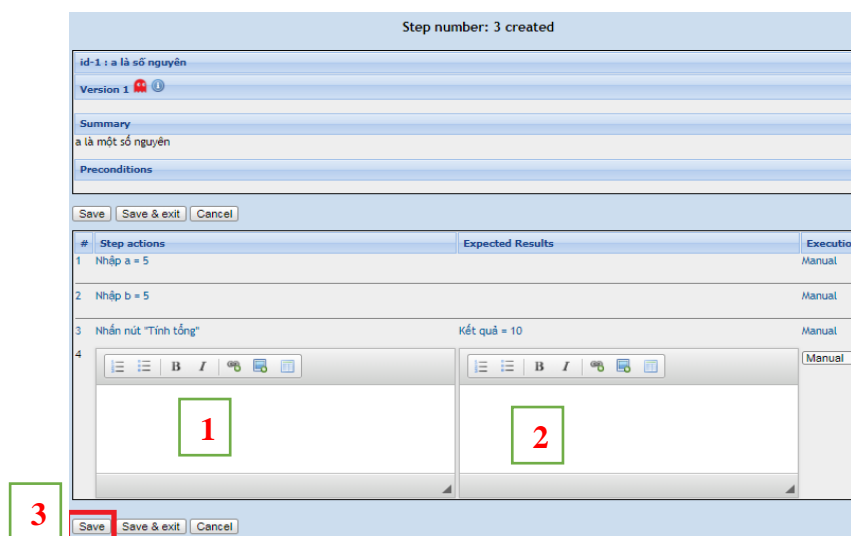 Step number: 3 created
id-1 : a là số nguyên
Version 1
Summary
a là một số nguyên
Preconditions
Save Save & exit Cancel
# Step actions Expected Results Executio
1 Nhập a = 5 Manual
2 Nhập b = 5 Manual
3 Nhấn nút "Tính tổng" Kết quả = 10 Manual
4 B I B I Manual
1 2
3
Save Save & exit Cancel